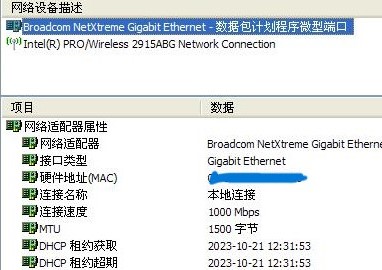 网络设备描述
Broadcom NetXtreme Gigabit Ethernet - 数据包计划程序微型端口
Intel(R) PRO/Wireless 2915ABG Network Connection
项目 数据
网络适配器属性
网络适配器 Broadcom NetXtreme Gigabit Etherne
接口类型 Gigabit Ethernet
硬件地址(MAC)
连接名称 本地连接
连接速度 1000 Mbps
MTU 1500 字节
DHCP 租约获取 2023-10-21 12:31:53
DHCP 租约超期 2023-10-21 12:31:53